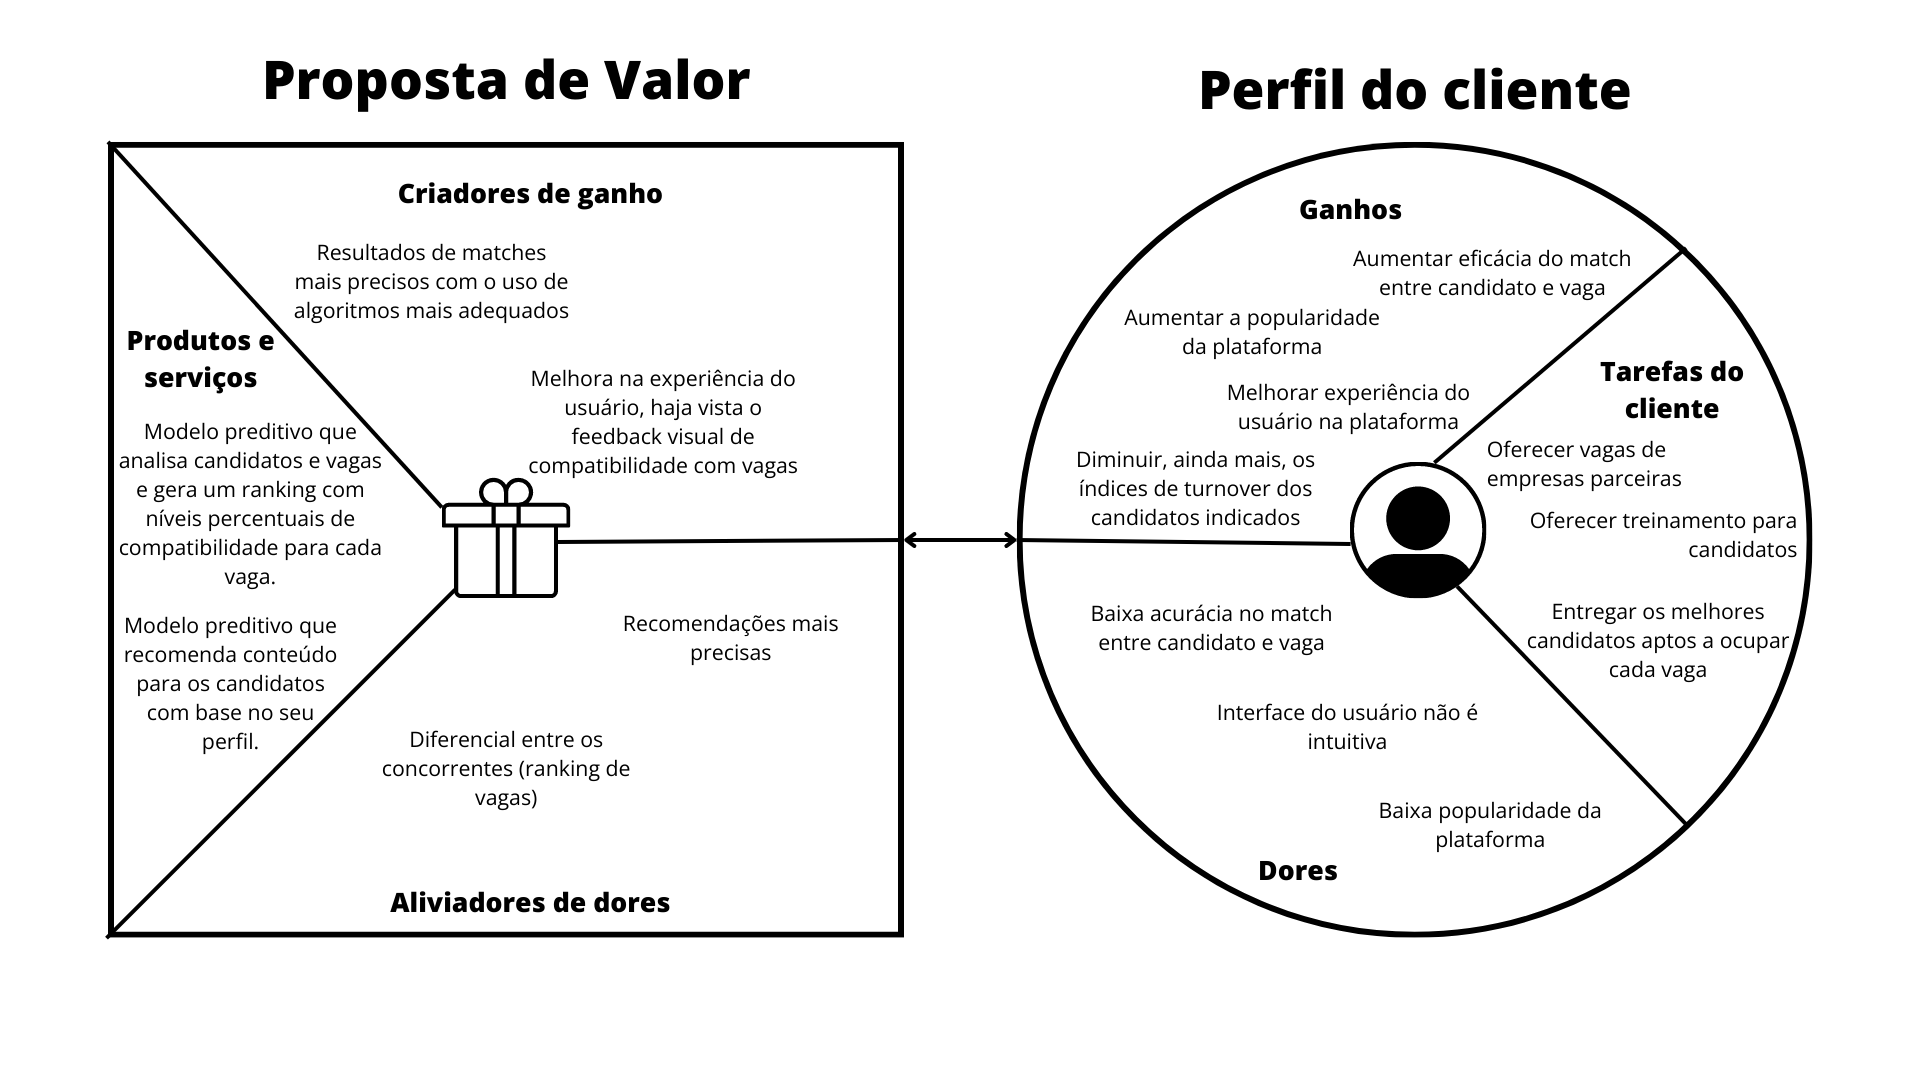 Proposta de Valor
Criadores de ganho
Resultados de matches
mais precisos com o uso de
algoritmos mais adequados
Melhora na experiência do
usuário, haja vista o
feedback visual de
compatibilidade com vagas
Produtos e
serviços
Modelo preditivo que
analisa candidatos e vagas
e gera um ranking com
níveis percentuais de
compatibilidade para cada
vaga.
Modelo preditivo que
recomenda conteúdo
para os candidatos
com base no seu
perfil.
Recomendações mais
precisas
Diferencial entre os
concorrentes (ranking de
vagas)
Aliviadores de dores
Perfil do cliente
Ganhos
Aumentar eficácia do match
entre candidato e vaga
Aumentar a popularidade
da plataforma
Melhorar experiência do
usuário na plataforma
Diminuir, ainda mais, os
índices de turnover dos
candidatos indicados
Tarefas do
cliente
Oferecer vagas de
empresas parceiras
Oferecer treinamento para
candidatos
Entregar os melhores
candidatos aptos a ocupar
cada vaga
Baixa acurácia no match
entre candidato e vaga
Interface do usuário não é
intuitiva
Baixa popularidade da
plataforma
Dores